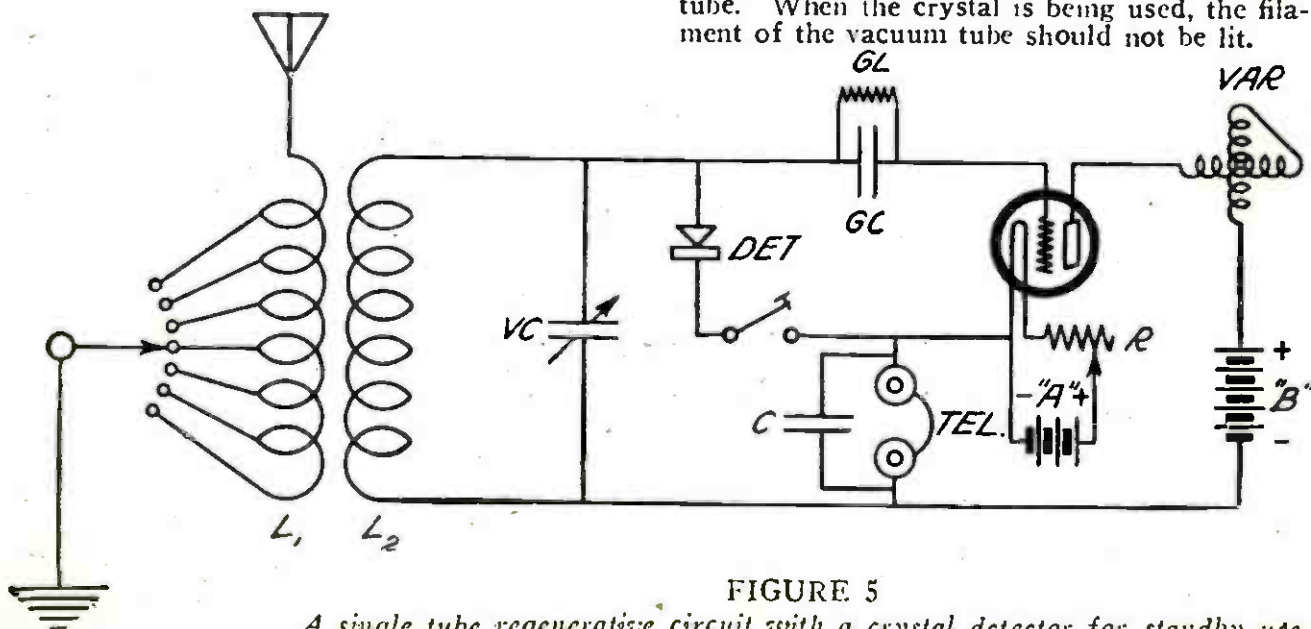 tube. When the crystal is being used, the fila-
ment of the vacuum tube should not be lit.
GL
VAR
GC
DET
VC
R
- "A" +
+
"B"
-
C
TEL.
L1 L2
FIGURE 5
A single tube regenerative circuit with a crystal detector for standby use.